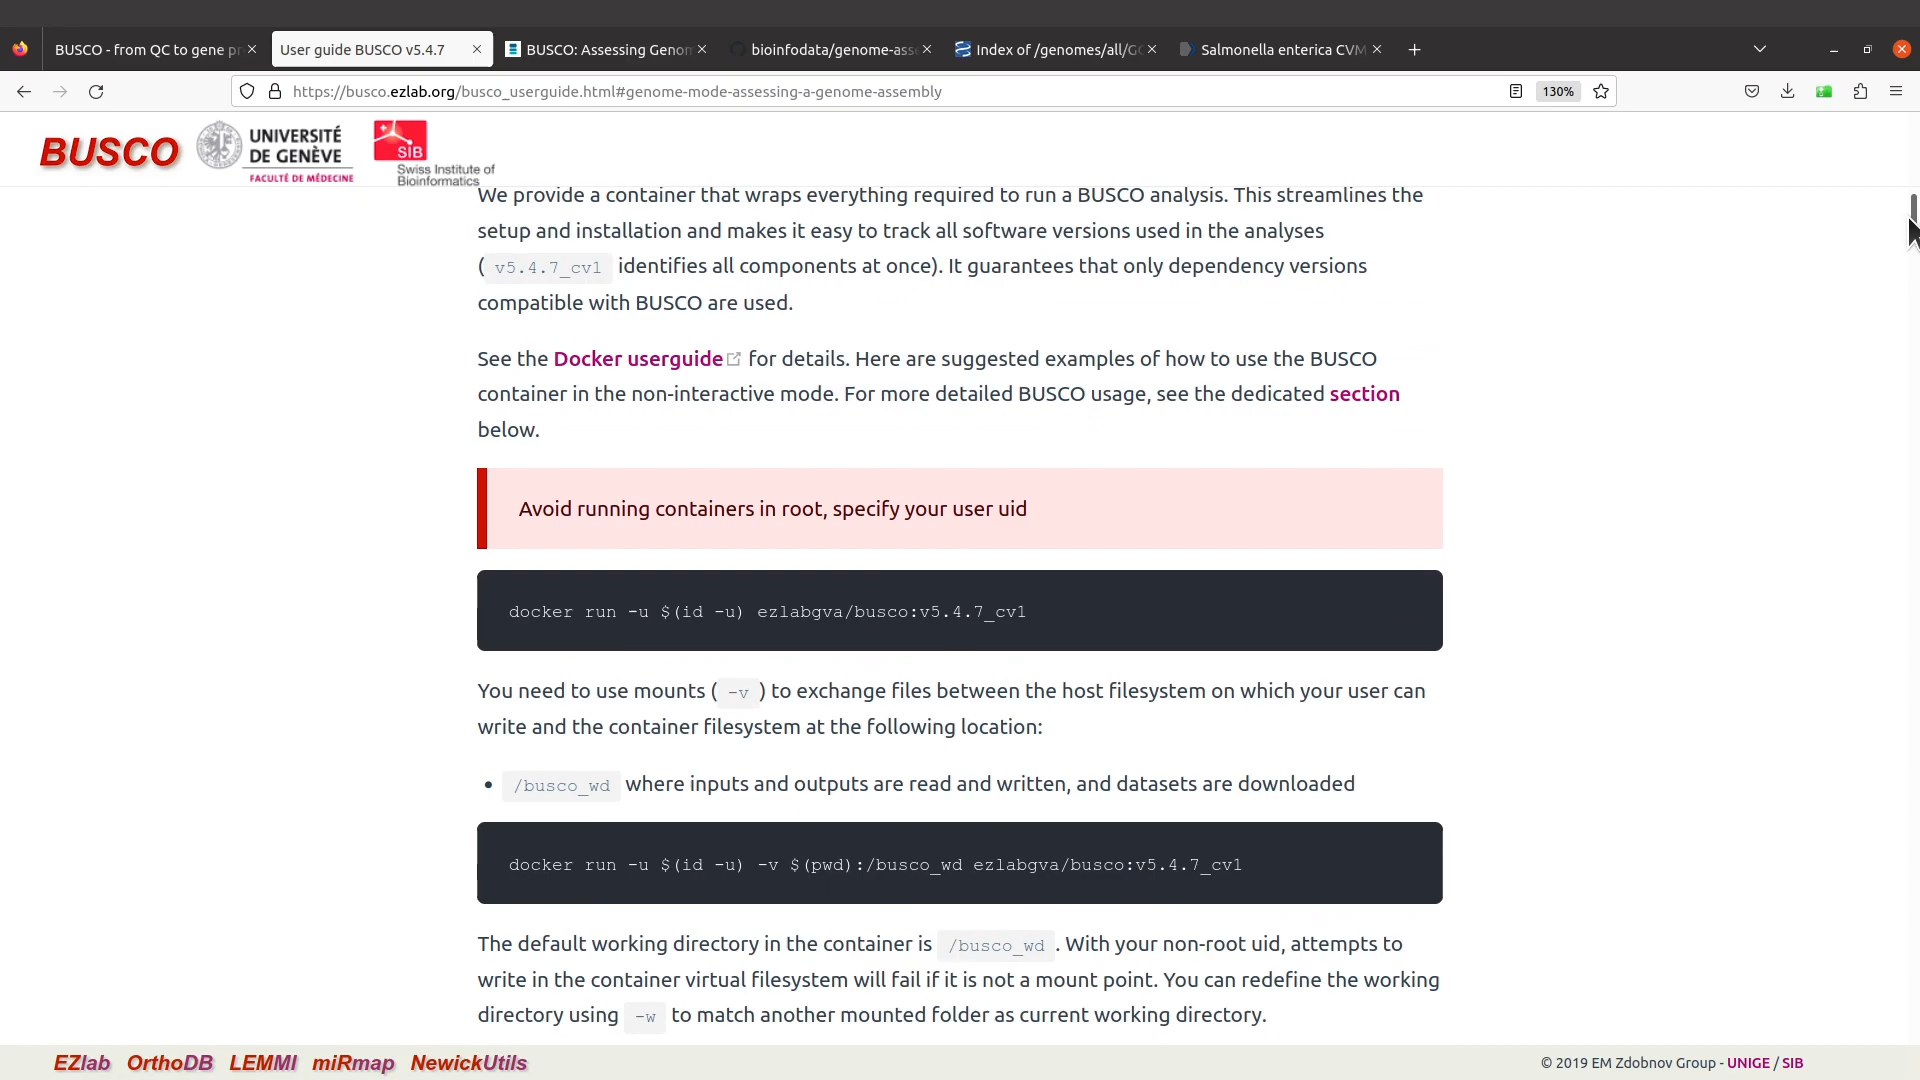 BUSCO - from QC to gene pr
User guide BUSCO v5.4.7
BUSCO: Assessing Genom
bioinfodata/genome-asse
Index of /genomes/all/GC
Salmonella enterica CVM
https://busco.ezlab.org/busco_userguide.html#genome-mode-assessing-a-genome-assembly
130%
BUSCO
UNIVERSITÉ
DE GENÈVE
FACULTÉ DE MÉDECINE
SIB
Swiss Institute of
Bioinformatics
We provide a container that wraps everything required to run a BUSCO analysis. This streamlines the
setup and installation and makes it easy to track all software versions used in the analyses
( v5.4.7_cv1 identifies all components at once). It guarantees that only dependency versions
compatible with BUSCO are used.
See the Docker userguide for details. Here are suggested examples of how to use the BUSCO
container in the non-interactive mode. For more detailed BUSCO usage, see the dedicated section
below.
Avoid running containers in root, specify your user uid
docker run -u $(id -u) ezlabgva/busco:v5.4.7_cv1
You need to use mounts ( -v ) to exchange files between the host filesystem on which your user can
write and the container filesystem at the following location:
• /busco_wd where inputs and outputs are read and written, and datasets are downloaded
docker run -u $(id -u) -v $(pwd):/busco_wd ezlabgva/busco:v5.4.7_cv1
The default working directory in the container is /busco_wd . With your non-root uid, attempts to
write in the container virtual filesystem will fail if it is not a mount point. You can redefine the working
directory using -w to match another mounted folder as current working directory.
EZlab OrthoDB LEMMI miRmap NewickUtils
© 2019 EM Zdobnov Group - UNIGE / SIB